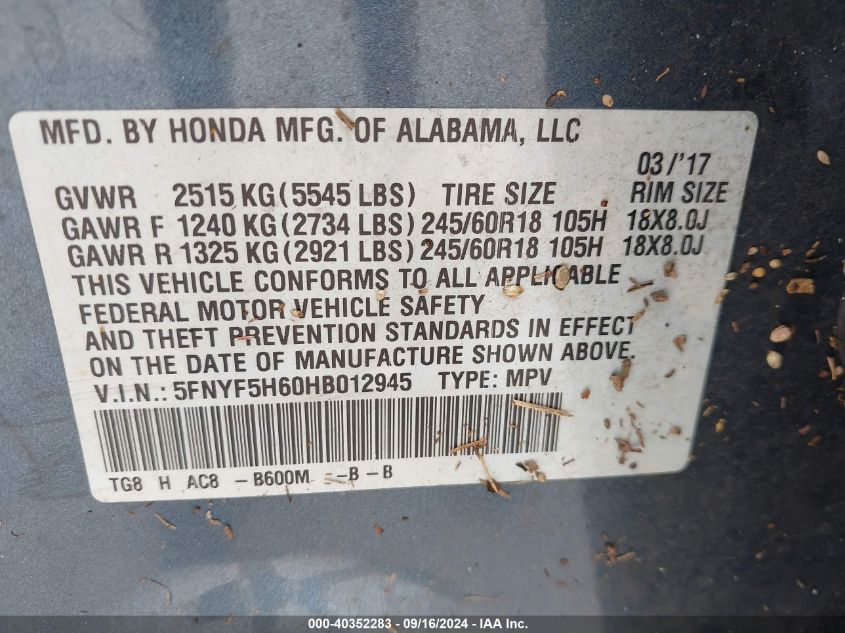 MFD. BY HONDA MFG. OF ALABAMA, LLC
03/'17
GVWR 2515 KG (5545 LBS) TIRE SIZE RIM SIZE
GAWR F 1240 KG (2734 LBS) 245/60R18 105H 18X8.0J
GAWR R 1325 KG (2921 LBS) 245/60R18 105H 18X8.0J
THIS VEHICLE CONFORMS TO ALL APPLICABLE
FEDERAL MOTOR VEHICLE SAFETY
AND THEFT PREVENTION STANDARDS IN EFFECT
ON THE DATE OF MANUFACTURE SHOWN ABOVE.
V.I.N.: 5FNYF5H60HB012945 TYPE: MPV
TG8 H AC8 -B600M --B-B
000-40352283 - 09/16/2024 - IAA Inc.